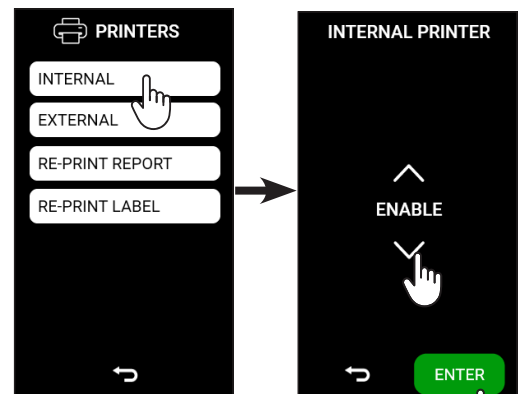 PRINTERS
INTERNAL
EXTERNAL
RE-PRINT REPORT
RE-PRINT LABEL
INTERNAL PRINTER
ENABLE
ENTER